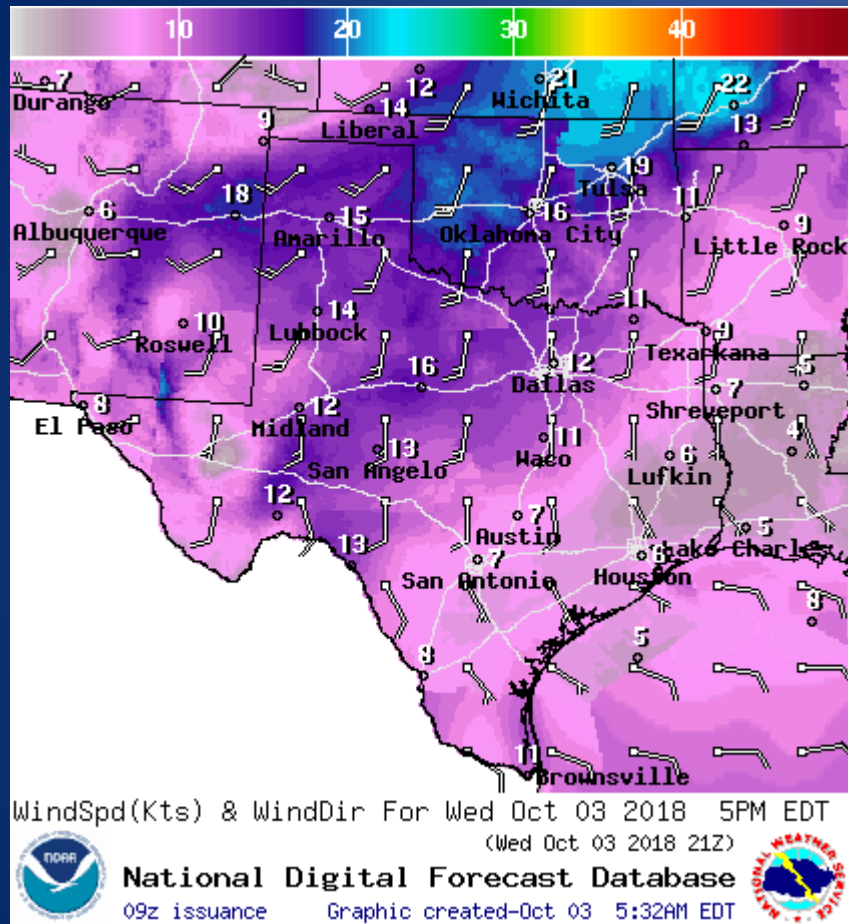 10 20 30 40
7 12 21 22
Durango Wichita
14
Liberal
9 13
19
Tulsa
6 18 15 16 11 9
Albuquerque Amarillo Oklahoma City Little Rock
10 14 11
Roswell Lubbock
9
Texarkana
16 12 5
Dallas
8 12 7
El Paso Midland Shreveport
13 11 6 4
San Angelo Waco Lufkin
12 7 5
Austin
13 7 6 Lake Charles
San Antonio Houston
8
5
8
11
Brownsville
WindSpd(Kts) & WindDir For Wed Oct 03 2018 5PM EDT
(Wed Oct 03 2018 21Z)
NOAA
National Digital Forecast Database
09z issuance Graphic created-Oct 03 5:32AM EDT
NATIONAL WEATHER SERVICE